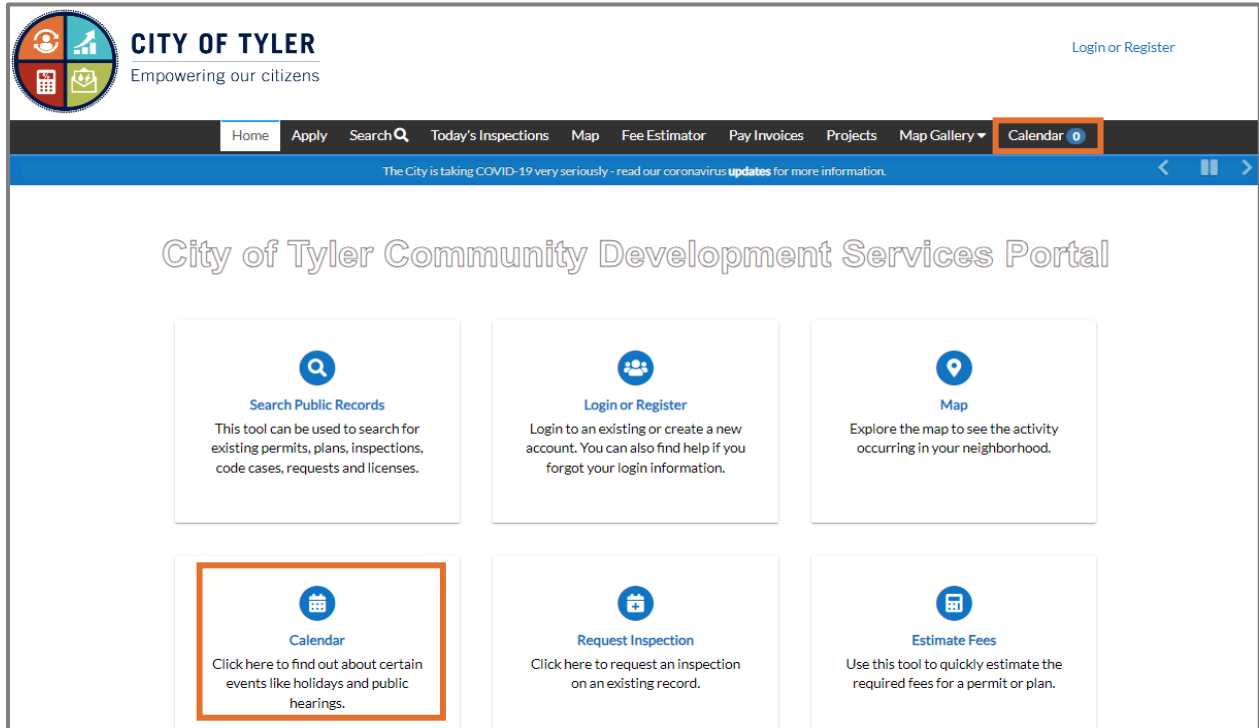 CITY OF TYLER
Empowering our citizens
Login or Register
Home Apply Search Today's Inspections Map Fee Estimator Pay Invoices Projects Map Gallery Calendar 0
The City is taking COVID-19 very seriously - read our coronavirus updates for more information.
City of Tyler Community Development Services Portal
Search Public Records
This tool can be used to search for
existing permits, plans, inspections,
code cases, requests and licenses.
Login or Register
Login to an existing or create a new
account. You can also find help if you
forgot your login information.
Map
Explore the map to see the activity
occurring in your neighborhood.
Calendar
Click here to find out about certain
events like holidays and public
hearings.
Request Inspection
Click here to request an inspection
on an existing record.
Estimate Fees
Use this tool to quickly estimate the
required fees for a permit or plan.